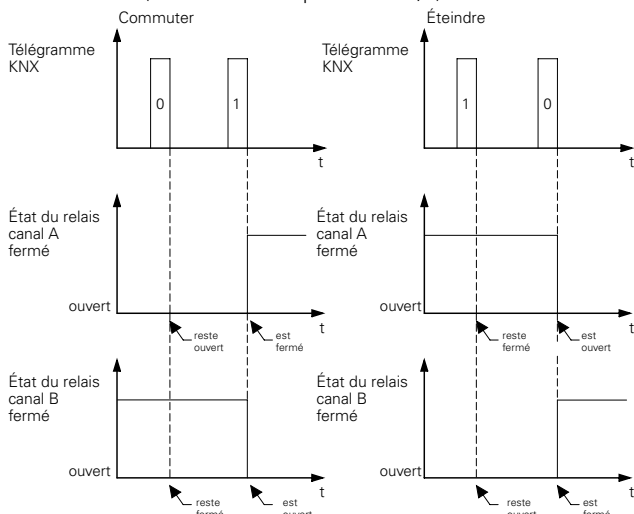 Commuter
Éteindre
Télégramme
KNX
0
1
t
Télégramme
KNX
1
0
t
État du relais
canal A
fermé
ouvert
reste
ouvert
est
fermé
t
État du relais
canal A
fermé
ouvert
reste
fermé
est
ouvert
t
État du relais
canal B
fermé
ouvert
reste
fermé
est
ouvert
t
État du relais
canal B
fermé
ouvert
reste
ouvert
est
fermé
t